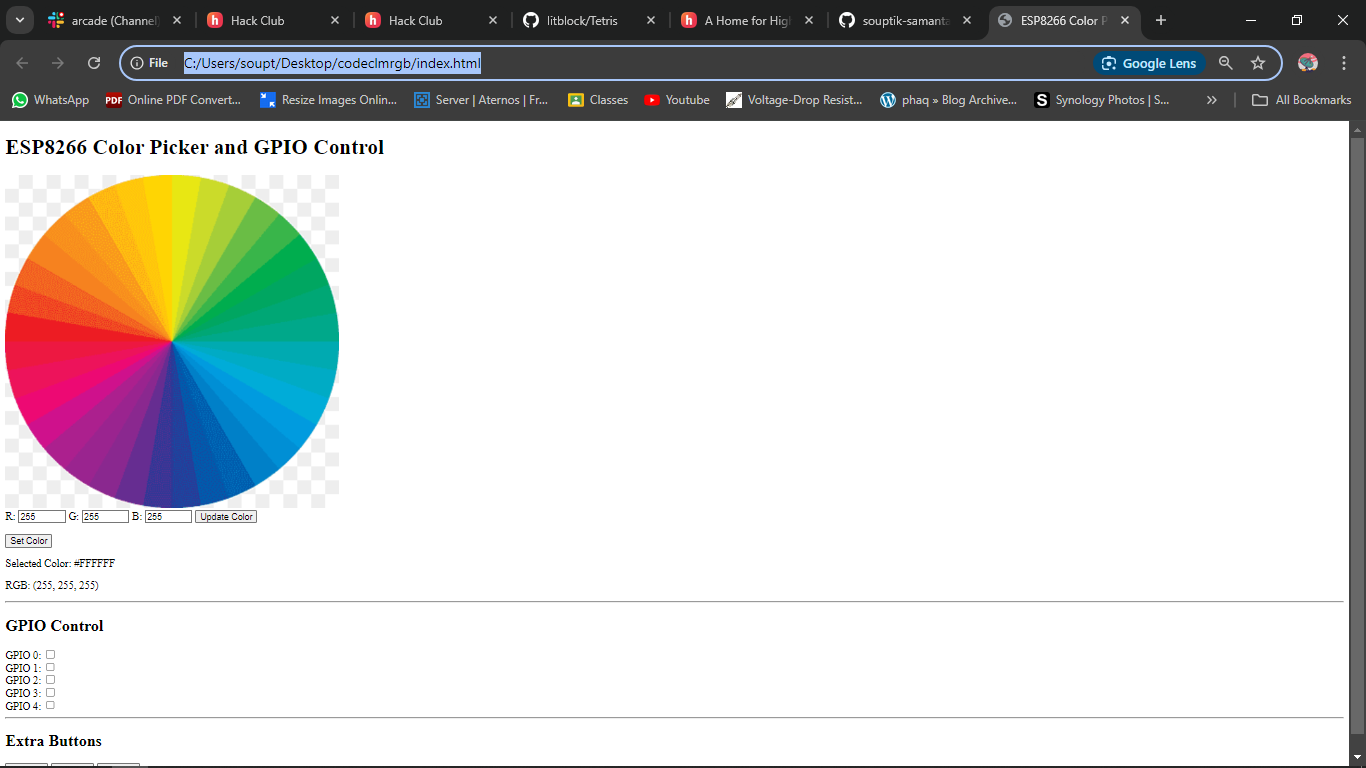 arcade (Channel) Hack Club Hack Club litblock/Tetris A Home for High souptik-samanta ESP8266 Color P
File C:/Users/soupt/Desktop/codeclmrgb/index.html Google Lens
WhatsApp PDF Online PDF Convert... Resize Images Onlin... Server | Aternos | Fr... Classes Youtube Voltage-Drop Resist... phaq » Blog Archive... S Synology Photos | S... » All Bookmarks
ESP8266 Color Picker and GPIO Control
R: 255 G: 255 B: 255 Update Color
Set Color
Selected Color: #FFFFFF
RGB: (255, 255, 255)
GPIO Control
GPIO 0:
GPIO 1:
GPIO 2:
GPIO 3:
GPIO 4:
Extra Buttons